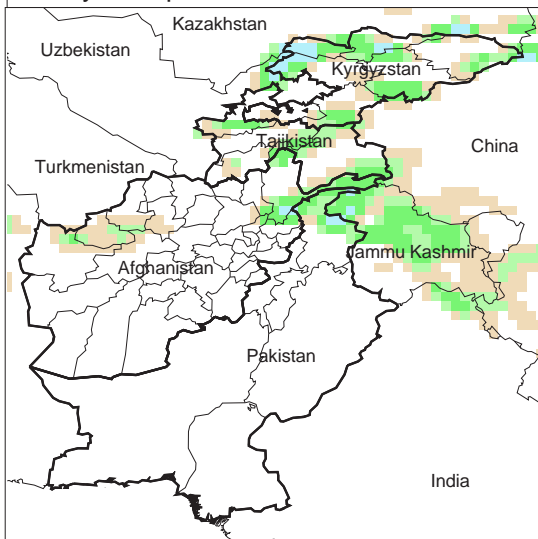 Kazakhstan
Uzbekistan
Kyrgyzstan
Tajikistan
China
Turkmenistan
Jammu Kashmir
Afghanistan
Pakistan
India